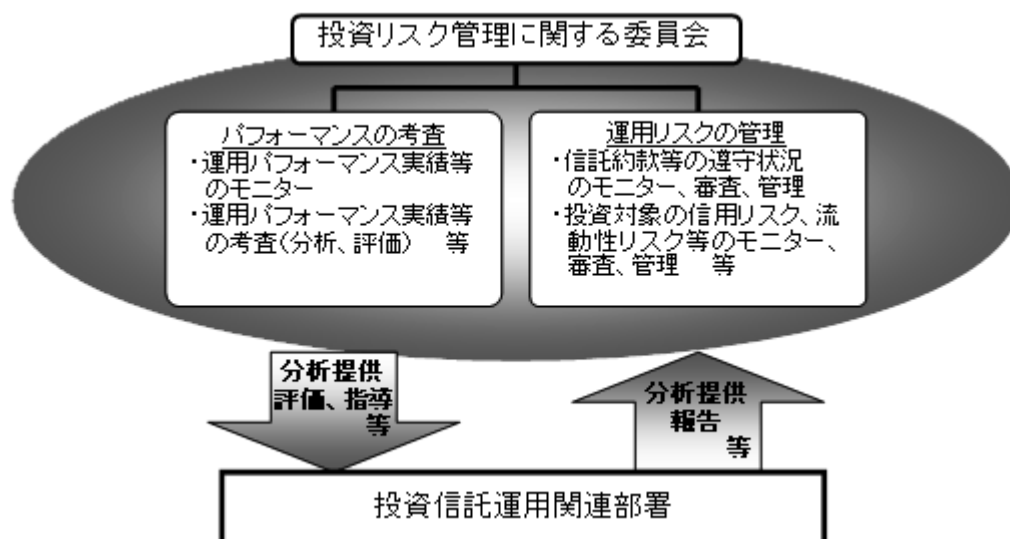 投資リスク管理に関する委員会
パフォーマンスの考査
・運用パフォーマンス実績等
のモニター
・運用パフォーマンス実績等
の考査(分析、評価) 等
運用リスクの管理
・信託約款等の遵守状況
のモニター、審査、管理
・投資対象の信用リスク、流
動性リスク等のモニター、
審査、管理 等
分析提供
評価、指導
等
分析提供
報告
等
投資信託運用関連部署